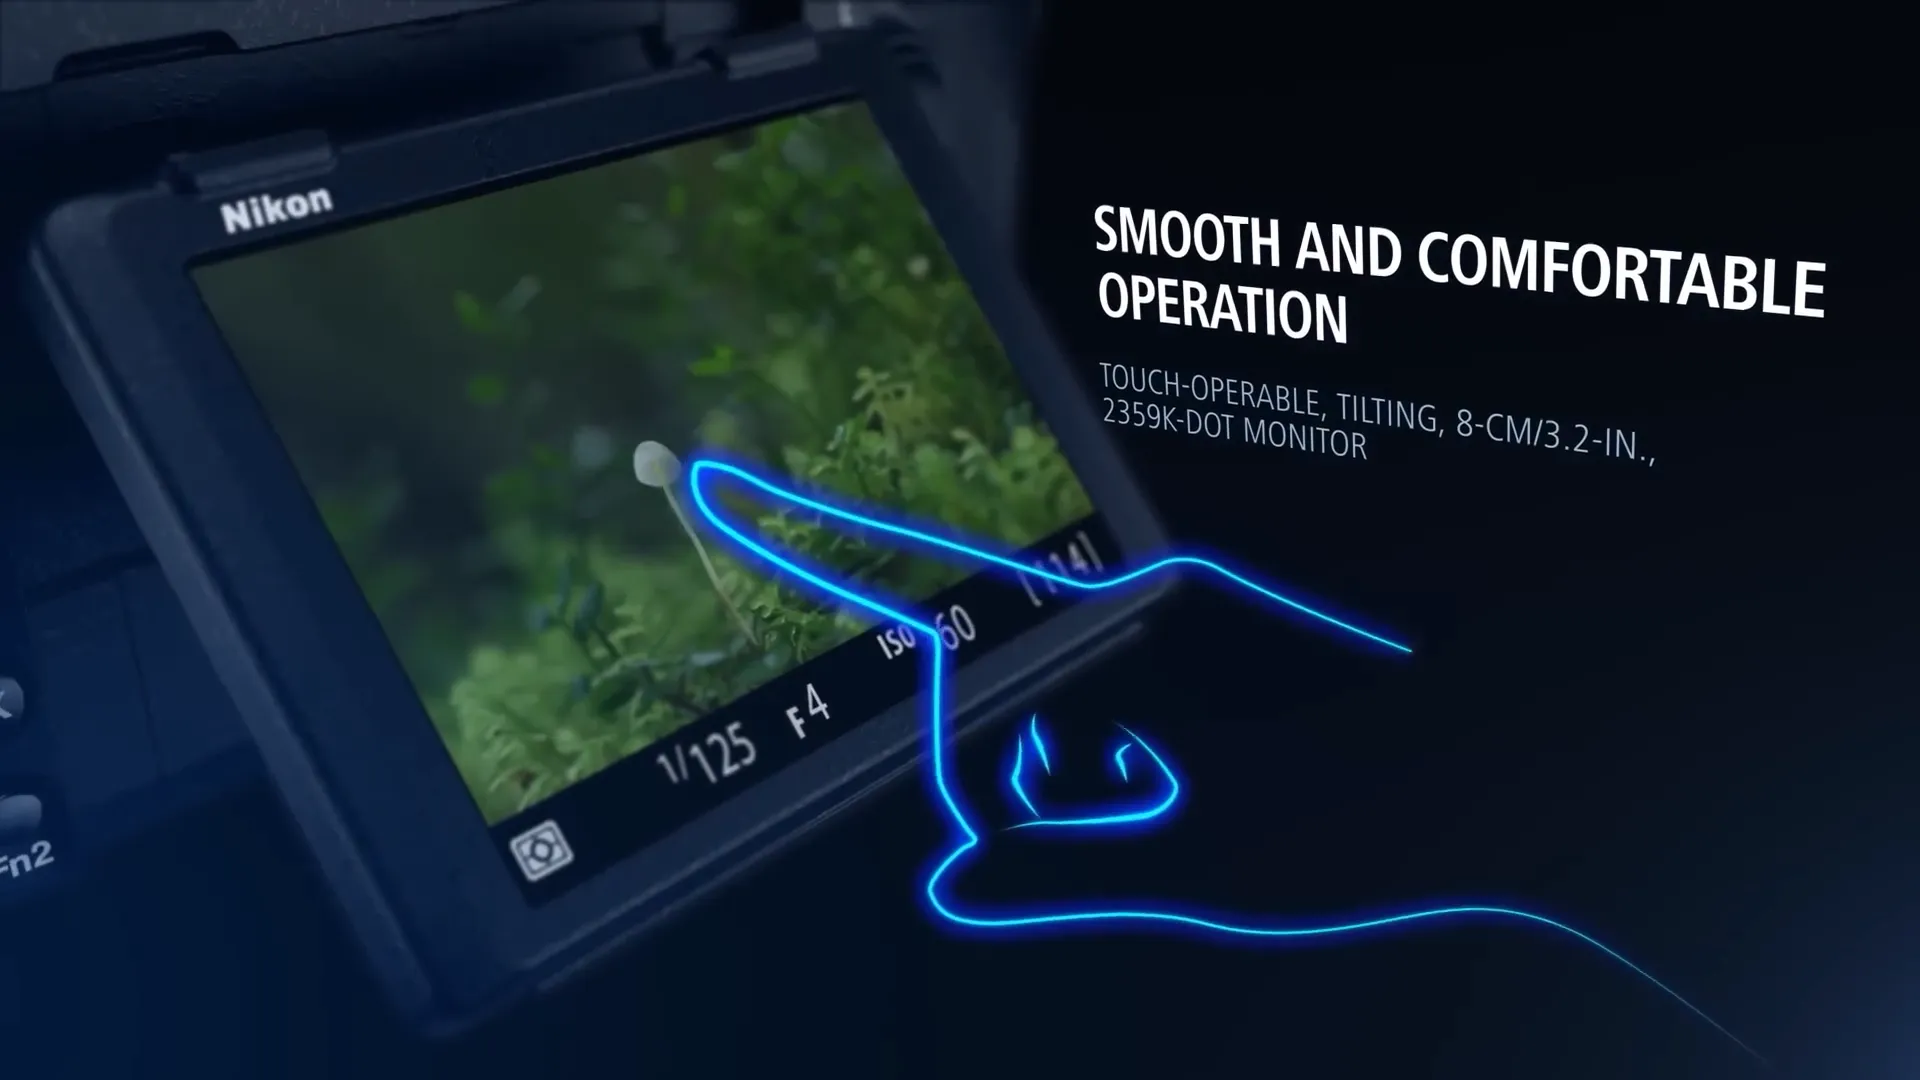 Nikon
SMOOTH AND COMFORTABLE
OPERATION
TOUCH-OPERABLE, TILTING, 8-CM/3.2-IN.,
2359K-DOT MONITOR
1/125 F4 ISO 60 [114]
Fn2